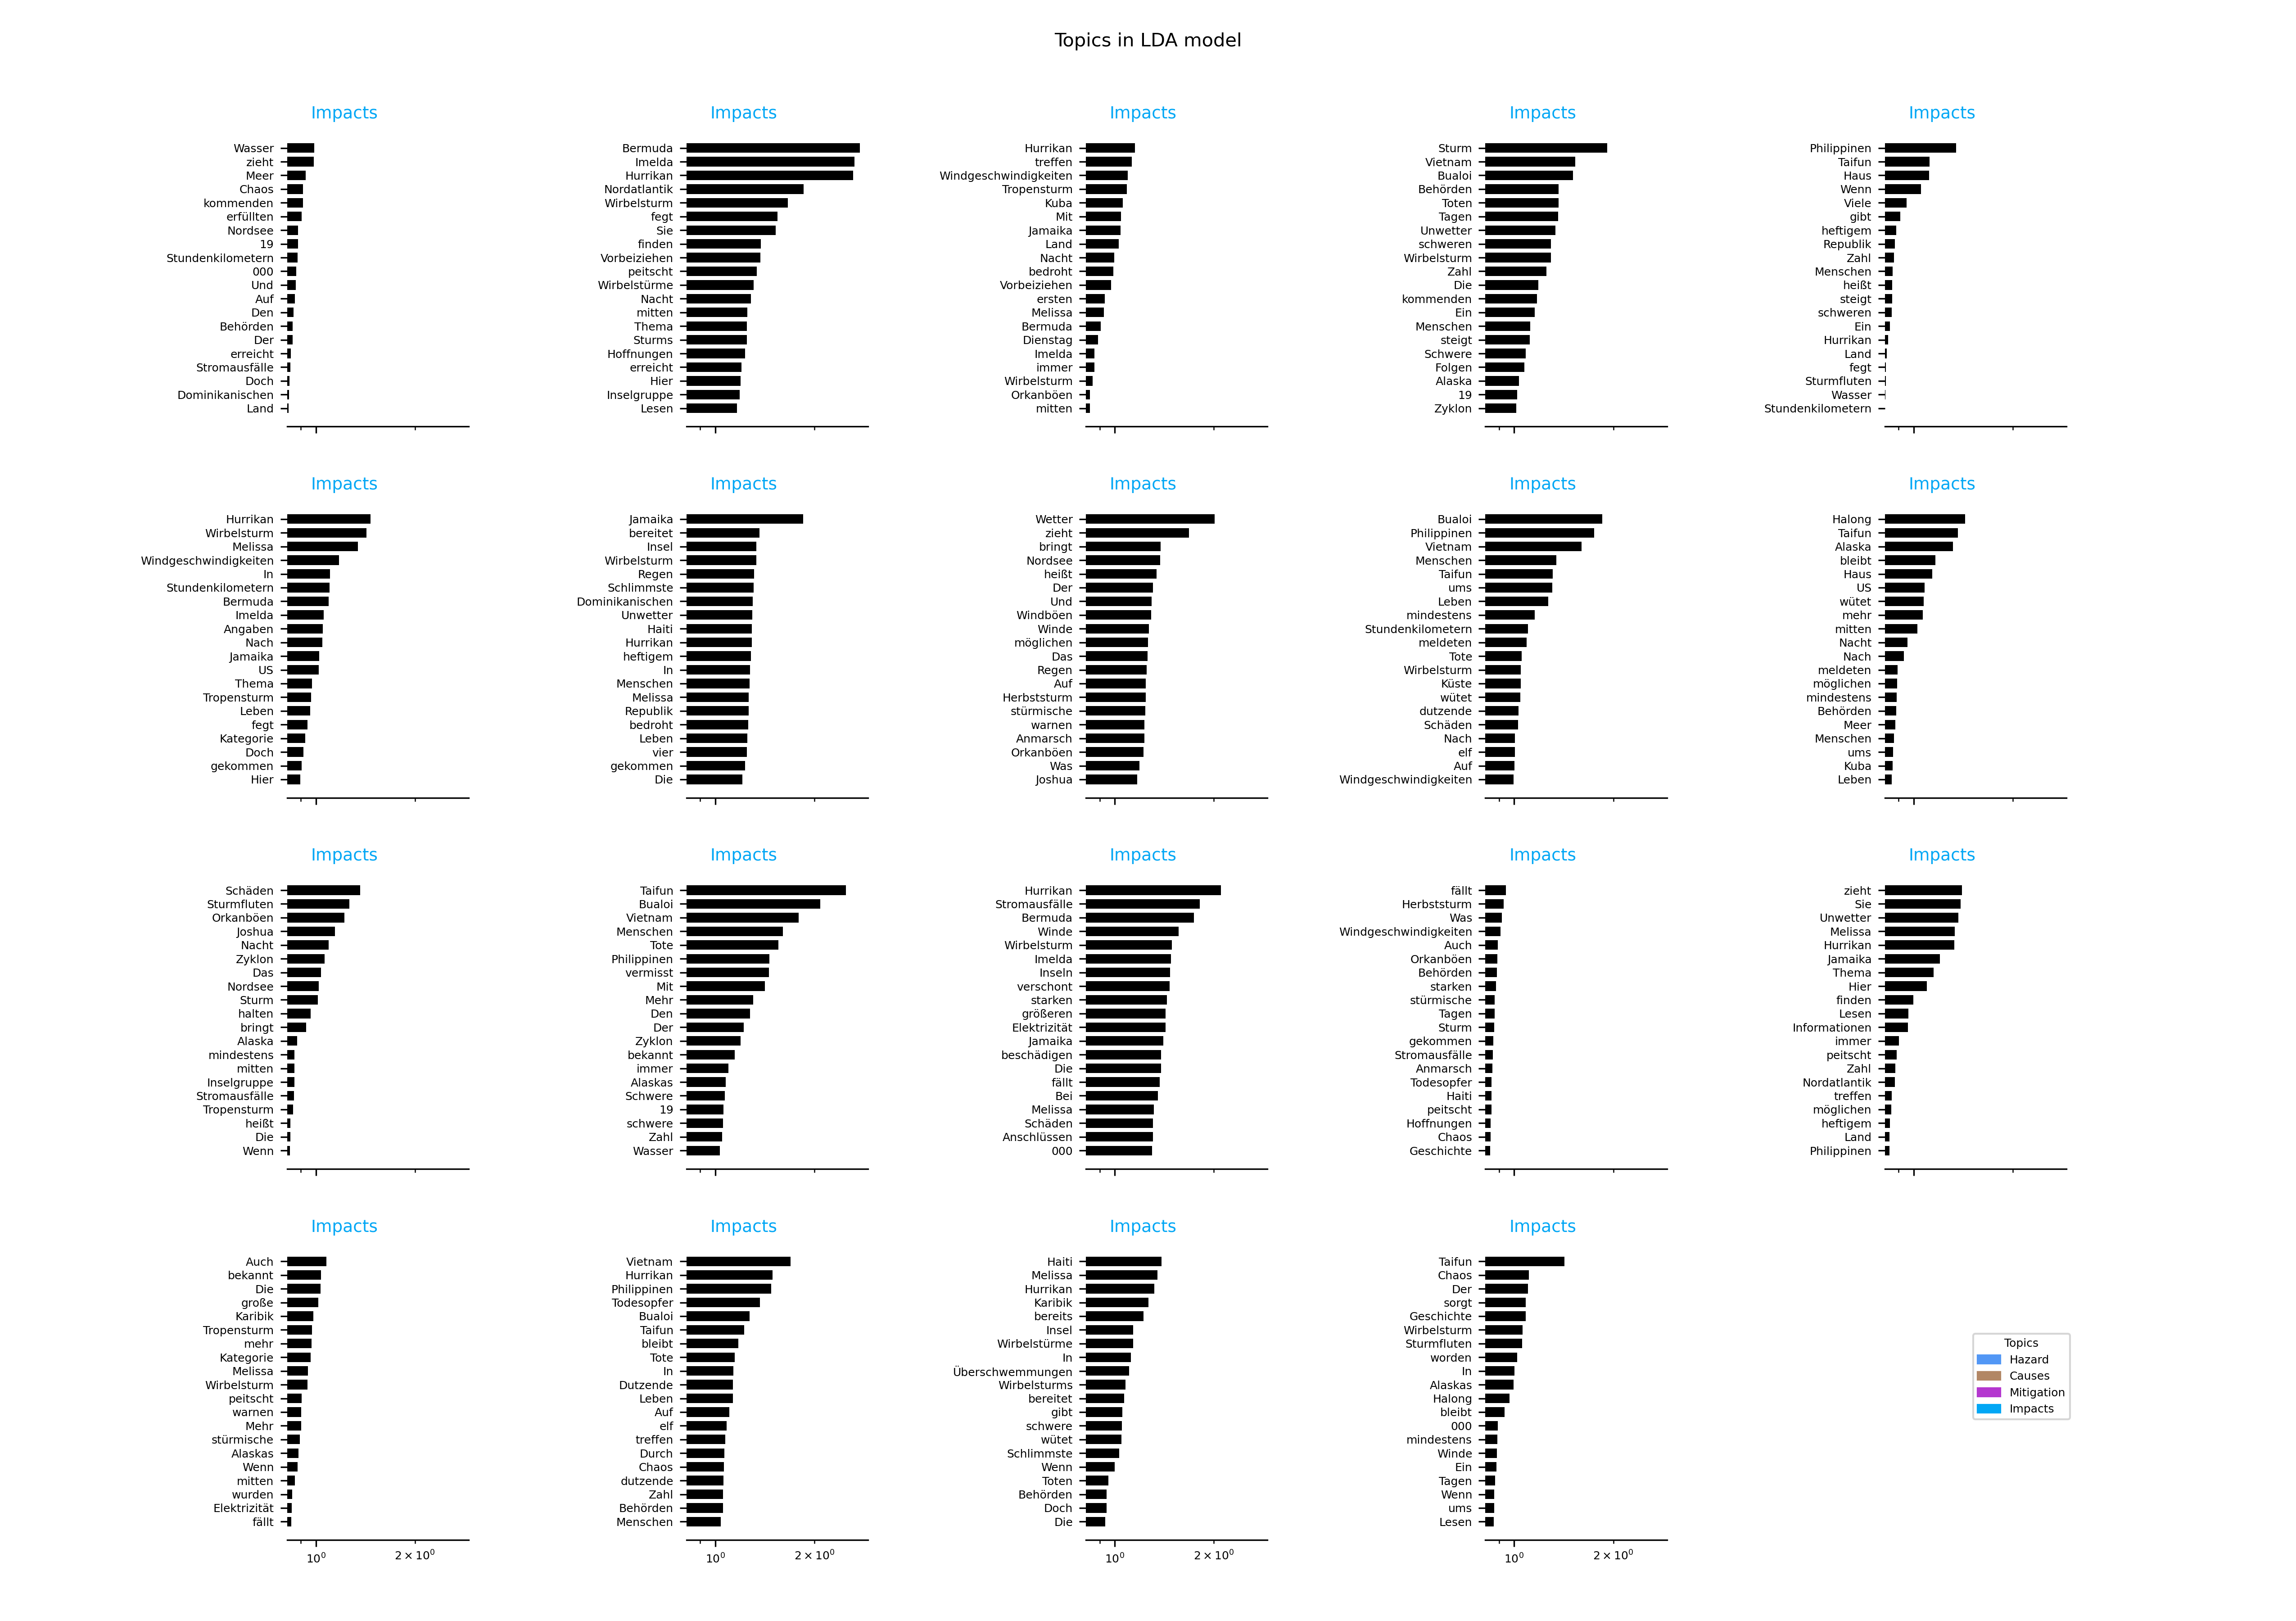 Topics in LDA model
Impacts
Wasser
zieht
Meer
Chaos
kommenden
erfüllten
Nordsee
19
Stundenkilometern
000
Und
Auf
Den
Behörden
Der
erreicht
Stromausfälle
Doch
Dominikanischen
Land
Impacts
Bermuda
Imelda
Hurrikan
Nordatlantik
Wirbelsturm
fegt
Sie
finden
Vorbeiziehen
peitscht
Wirbelstürme
Nacht
mitten
Thema
Sturms
Hoffnungen
erreicht
Hier
Inselgruppe
Lesen
Impacts
Hurrikan
treffen
Windgeschwindigkeiten
Tropensturm
Kuba
Mit
Jamaika
Land
Nacht
bedroht
Vorbeiziehen
ersten
Melissa
Bermuda
Dienstag
Imelda
immer
Wirbelsturm
Orkanböen
mitten
Impacts
Sturm
Vietnam
Bualoi
Behörden
Toten
Tagen
Unwetter
schweren
Wirbelsturm
Zahl
Die
kommenden
Ein
Menschen
steigt
Schwere
Folgen
Alaska
19
Zyklon
Impacts
Philippinen
Taifun
Haus
Wenn
Viele
gibt
heftigem
Republik
Zahl
Menschen
heißt
steigt
schweren
Ein
Hurrikan
Land
fegt
Sturmfluten
Wasser
Stundenkilometern
Impacts
Hurrikan
Wirbelsturm
Melissa
Windgeschwindigkeiten
In
Stundenkilometern
Bermuda
Imelda
Angaben
Nach
Jamaika
US
Thema
Tropensturm
Leben
fegt
Kategorie
Doch
gekommen
Hier
Impacts
Jamaika
bereitet
Insel
Wirbelsturm
Regen
Schlimmste
Dominikanischen
Unwetter
Haiti
Hurrikan
heftigem
In
Menschen
Melissa
Republik
bedroht
Leben
vier
gekommen
Die
Impacts
Wetter
zieht
bringt
Nordsee
heißt
Der
Und
Windböen
Winde
möglichen
Das
Regen
Auf
Herbststurm
stürmische
warnen
Anmarsch
Orkanböen
Was
Joshua
Impacts
Bualoi
Philippinen
Vietnam
Menschen
Taifun
ums
Leben
mindestens
Stundenkilometern
meldeten
Tote
Wirbelsturm
Küste
wütet
dutzende
Schäden
Nach
elf
Auf
Windgeschwindigkeiten
Impacts
Halong
Taifun
Alaska
bleibt
Haus
US
wütet
mehr
mitten
Nacht
Nach
meldeten
möglichen
mindestens
Behörden
Meer
Menschen
ums
Kuba
Leben
Impacts
Schäden
Sturmfluten
Orkanböen
Joshua
Nacht
Zyklon
Das
Nordsee
Sturm
halten
bringt
Alaska
mindestens
mitten
Inselgruppe
Stromausfälle
Tropensturm
heißt
Die
Wenn
Impacts
Taifun
Bualoi
Vietnam
Menschen
Tote
Philippinen
vermisst
Mit
Mehr
Den
Der
Zyklon
bekannt
immer
Alaskas
Schwere
19
schwere
Zahl
Wasser
Impacts
Hurrikan
Stromausfälle
Bermuda
Winde
Wirbelsturm
Imelda
Inseln
verschont
starken
größeren
Elektrizität
Jamaika
beschädigen
Die
fällt
Bei
Melissa
Schäden
Anschlüssen
000
Impacts
fällt
Herbststurm
Was
Windgeschwindigkeiten
Auch
Orkanböen
Behörden
starken
stürmische
Tagen
Sturm
gekommen
Stromausfälle
Anmarsch
Todesopfer
Haiti
peitscht
Hoffnungen
Chaos
Geschichte
Impacts
zieht
Sie
Unwetter
Melissa
Hurrikan
Jamaika
Thema
Hier
finden
Lesen
Informationen
immer
peitscht
Zahl
Nordatlantik
treffen
möglichen
heftigem
Land
Philippinen
Impacts
Auch
bekannt
Die
große
Karibik
Tropensturm
mehr
Kategorie
Melissa
Wirbelsturm
peitscht
warnen
Mehr
stürmische
Alaskas
Wenn
mitten
wurden
Elektrizität
fällt
10⁰
2 × 10⁰
Impacts
Vietnam
Hurrikan
Philippinen
Todesopfer
Bualoi
Taifun
bleibt
Tote
In
Dutzende
Leben
Auf
elf
treffen
Durch
Chaos
dutzende
Zahl
Behörden
Menschen
10⁰
2 × 10⁰
Impacts
Haiti
Melissa
Hurrikan
Karibik
bereits
Insel
Wirbelstürme
In
Überschwemmungen
Wirbelsturms
bereitet
gibt
schwere
wütet
Schlimmste
Wenn
Toten
Behörden
Doch
Die
10⁰
2 × 10⁰
Impacts
Taifun
Chaos
Der
sorgt
Geschichte
Wirbelsturm
Sturmfluten
worden
In
Alaskas
Halong
bleibt
000
mindestens
Winde
Ein
Tagen
Wenn
ums
Lesen
10⁰
2 × 10⁰
Topics
Hazard
Causes
Mitigation
Impacts